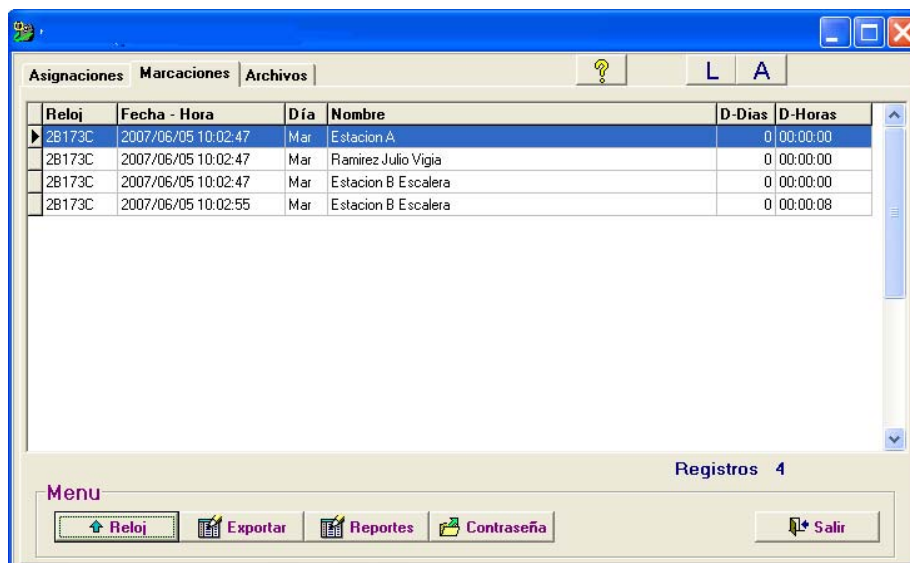 Asignaciones Marcaciones Archivos L A
Reloj Fecha - Hora Día Nombre D-Dias D-Horas
2B173C 2007/06/05 10:02:47 Mar Estacion A 0 00:00:00
2B173C 2007/06/05 10:02:47 Mar Ramirez Julio Vigia 0 00:00:00
2B173C 2007/06/05 10:02:47 Mar Estacion B Escalera 0 00:00:00
2B173C 2007/06/05 10:02:55 Mar Estacion B Escalera 0 00:00:08
Registros 4
Menu
Reloj Exportar Reportes Contraseña Salir